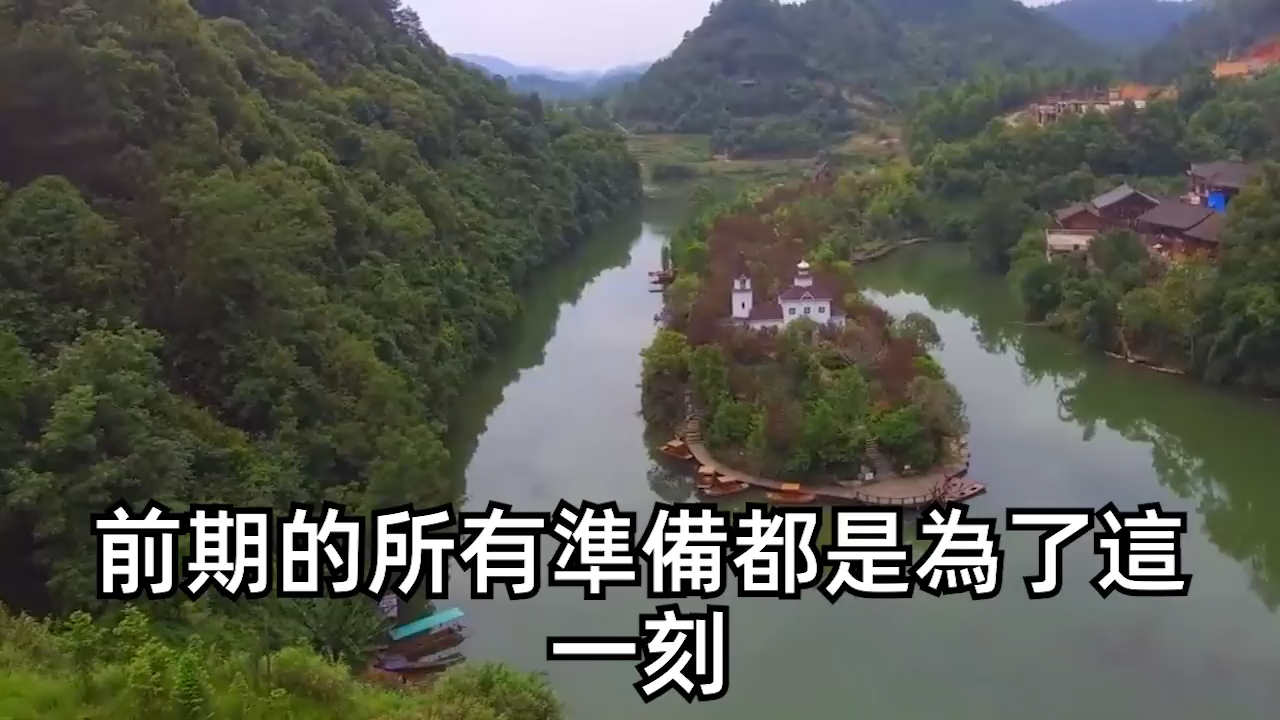 前期的所有準備都是為了這
一刻